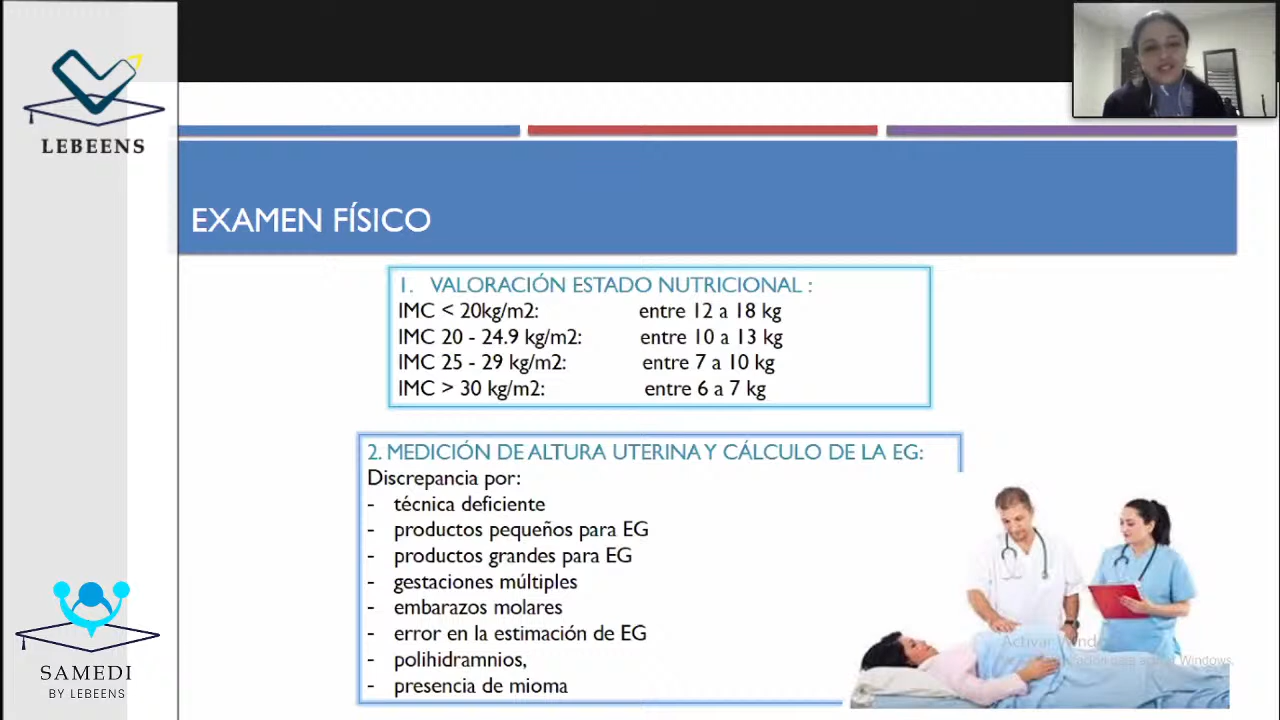 LEBEENS
EXAMEN FÍSICO
1. VALORACIÓN ESTADO NUTRICIONAL :
IMC < 20kg/m2: entre 12 a 18 kg
IMC 20 - 24.9 kg/m2: entre 10 a 13 kg
IMC 25 - 29 kg/m2: entre 7 a 10 kg
IMC > 30 kg/m2: entre 6 a 7 kg
2. MEDICIÓN DE ALTURA UTERINA Y CÁLCULO DE LA EG:
Discrepancia por:
- técnica deficiente
- productos pequeños para EG
- productos grandes para EG
- gestaciones múltiples
- embarazos molares
- error en la estimación de EG
- polihidramnios,
- presencia de mioma
Activar
Windows.
SAMEDI
BY LEBEENS